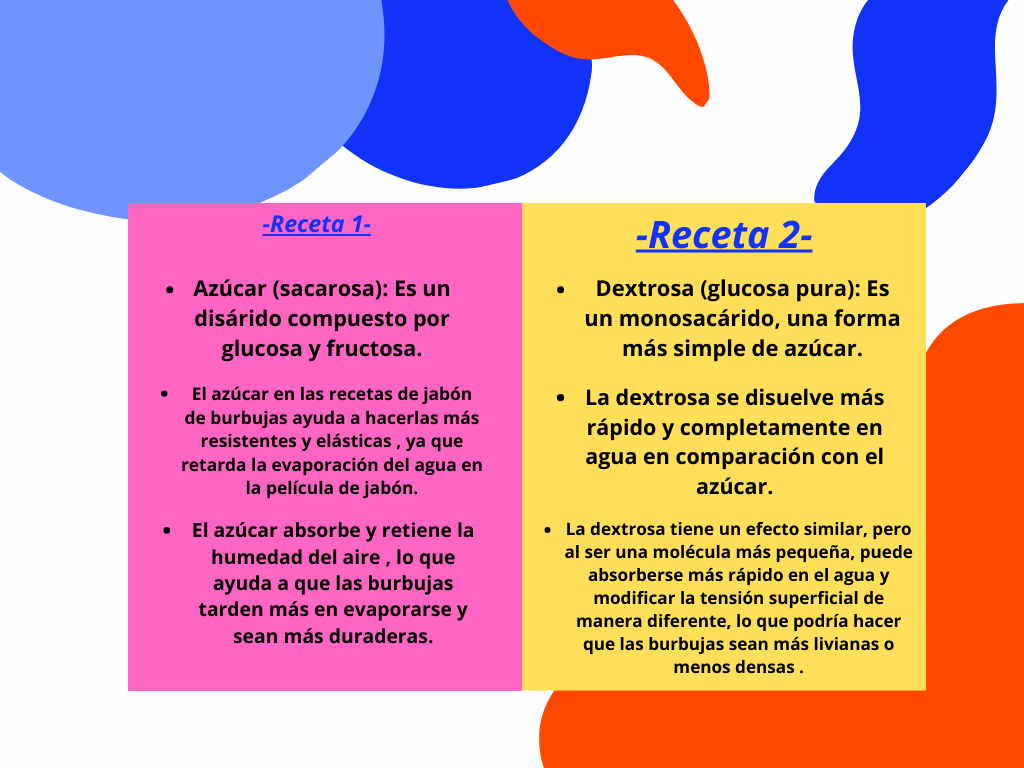 -Receta 1-
• Azúcar (sacarosa): Es un
disárido compuesto por
glucosa y fructosa.
• El azúcar en las recetas de jabón
de burbujas ayuda a hacerlas más
resistentes y elásticas , ya que
retarda la evaporación del agua en
la película de jabón.
• El azúcar absorbe y retiene la
humedad del aire , lo que
ayuda a que las burbujas
tarden más en evaporarse y
sean más duraderas.
-Receta 2-
• Dextrosa (glucosa pura): Es
un monosacárido, una forma
más simple de azúcar.
• La dextrosa se disuelve más
rápido y completamente en
agua en comparación con el
azúcar.
• La dextrosa tiene un efecto similar, pero
al ser una molécula más pequeña, puede
absorberse más rápido en el agua y
modificar la tensión superficial de
manera diferente, lo que podría hacer
que las burbujas sean más livianas o
menos densas .